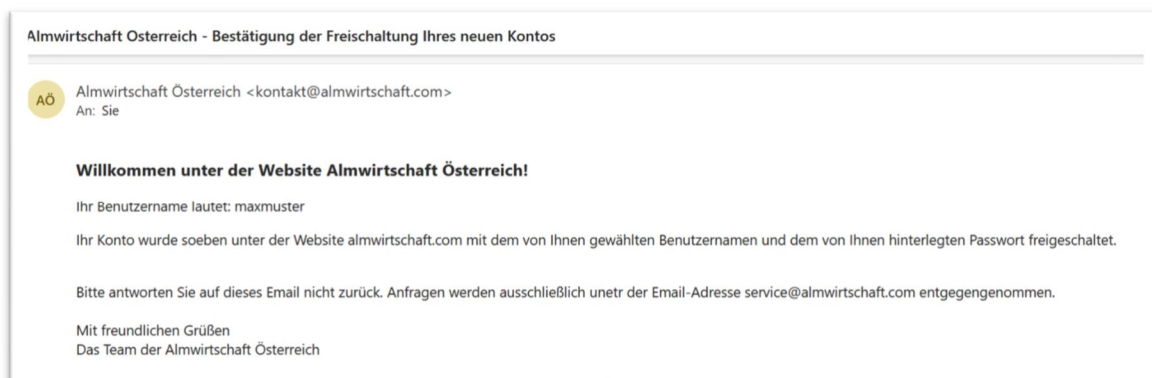 Almwirtschaft Osterreich - Bestätigung der Freischaltung Ihres neuen Kontos
AÖ
Almwirtschaft Österreich <kontakt@almwirtschaft.com>
An: Sie
Willkommen unter der Website Almwirtschaft Österreich!
Ihr Benutzername lautet: maxmuster
Ihr Konto wurde soeben unter der Website almwirtschaft.com mit dem von Ihnen gewählten Benutzernamen und dem von Ihnen hinterlegten Passwort freigeschaltet.
Bitte antworten Sie auf dieses Email nicht zurück. Anfragen werden ausschließlich unetr der Email-Adresse service@almwirtschaft.com entgegengenommen.
Mit freundlichen Grüßen
Das Team der Almwirtschaft Österreich